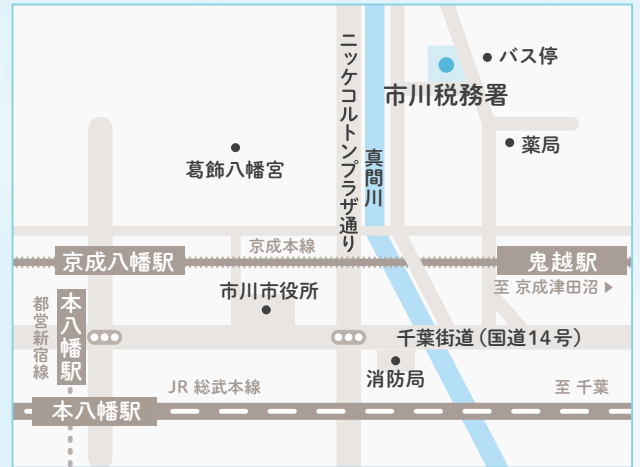 ニッケコルトンプラザ通り
バス停
市川税務署
真間川
薬局
葛飾八幡宮
京成本線
京成八幡駅
鬼越駅
至 京成津田沼 ▶
市川市役所
都営新宿線
本八幡駅
千葉街道(国道14号)
消防局
JR 総武本線
至 千葉
本八幡駅